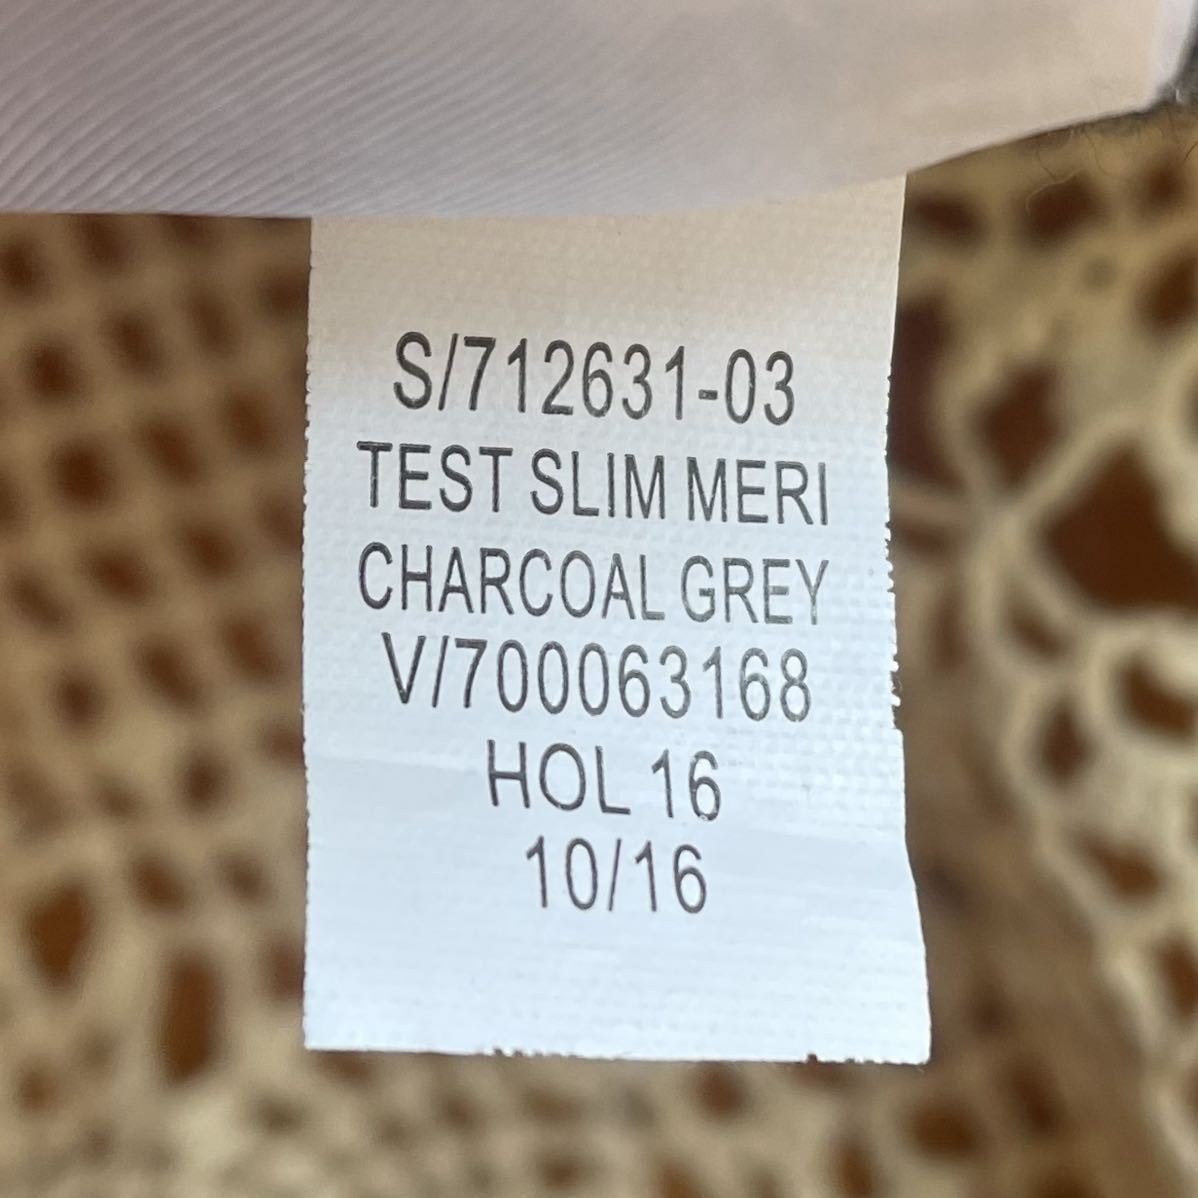 S/712631-03
TEST SLIM MERI
CHARCOAL GREY
V/700063168
HOL 16
10/16